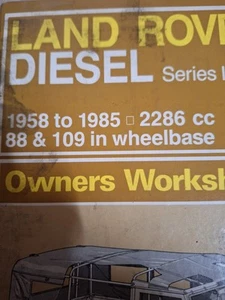 LAND ROV
DIESEL Series I
1958 to 1985 □ 2286 cc
88 & 109 in wheelbase
Owners Worksh